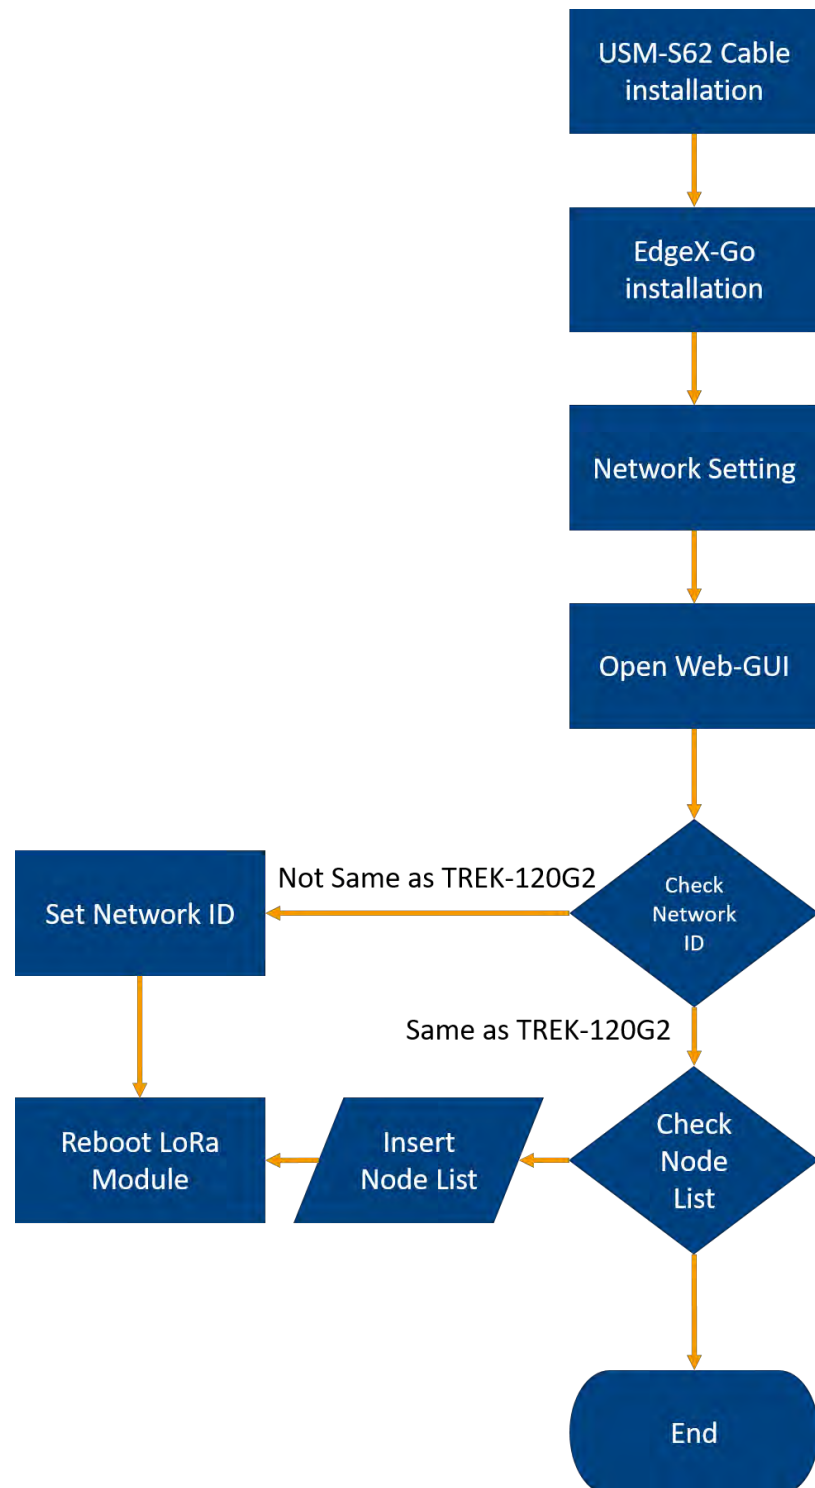 USM-S62 Cable
installation
EdgeX-Go
installation
Network Setting
Open Web-GUI
Not Same as TREK-120G2
Set Network ID
Check
Network
ID
Same as TREK-120G2
Reboot LoRa
Module
Insert
Node List
Check
Node
List
End